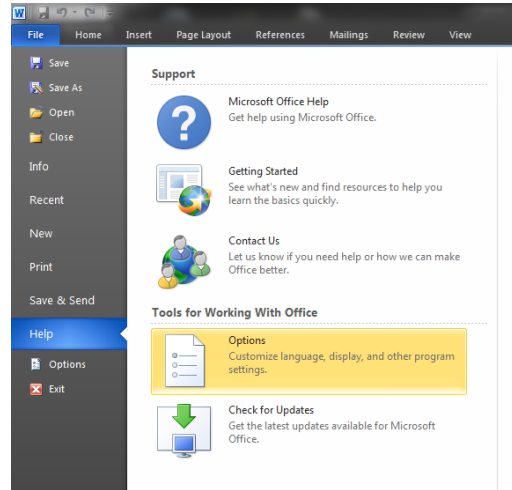 W
File Home Insert Page Layout References Mailings Review View
Save
Save As
Open
Close
Info
Recent
New
Print
Save & Send
Help
Options
Exit
Support
?
Microsoft Office Help
Get help using Microsoft Office.
Getting Started
See what's new and find resources to help you
learn the basics quickly.
Contact Us
Let us know if you need help or how we can make
Office better.
Tools for Working With Office
Options
Customize language, display, and other program
settings.
Check for Updates
Get the latest updates available for Microsoft
Office.